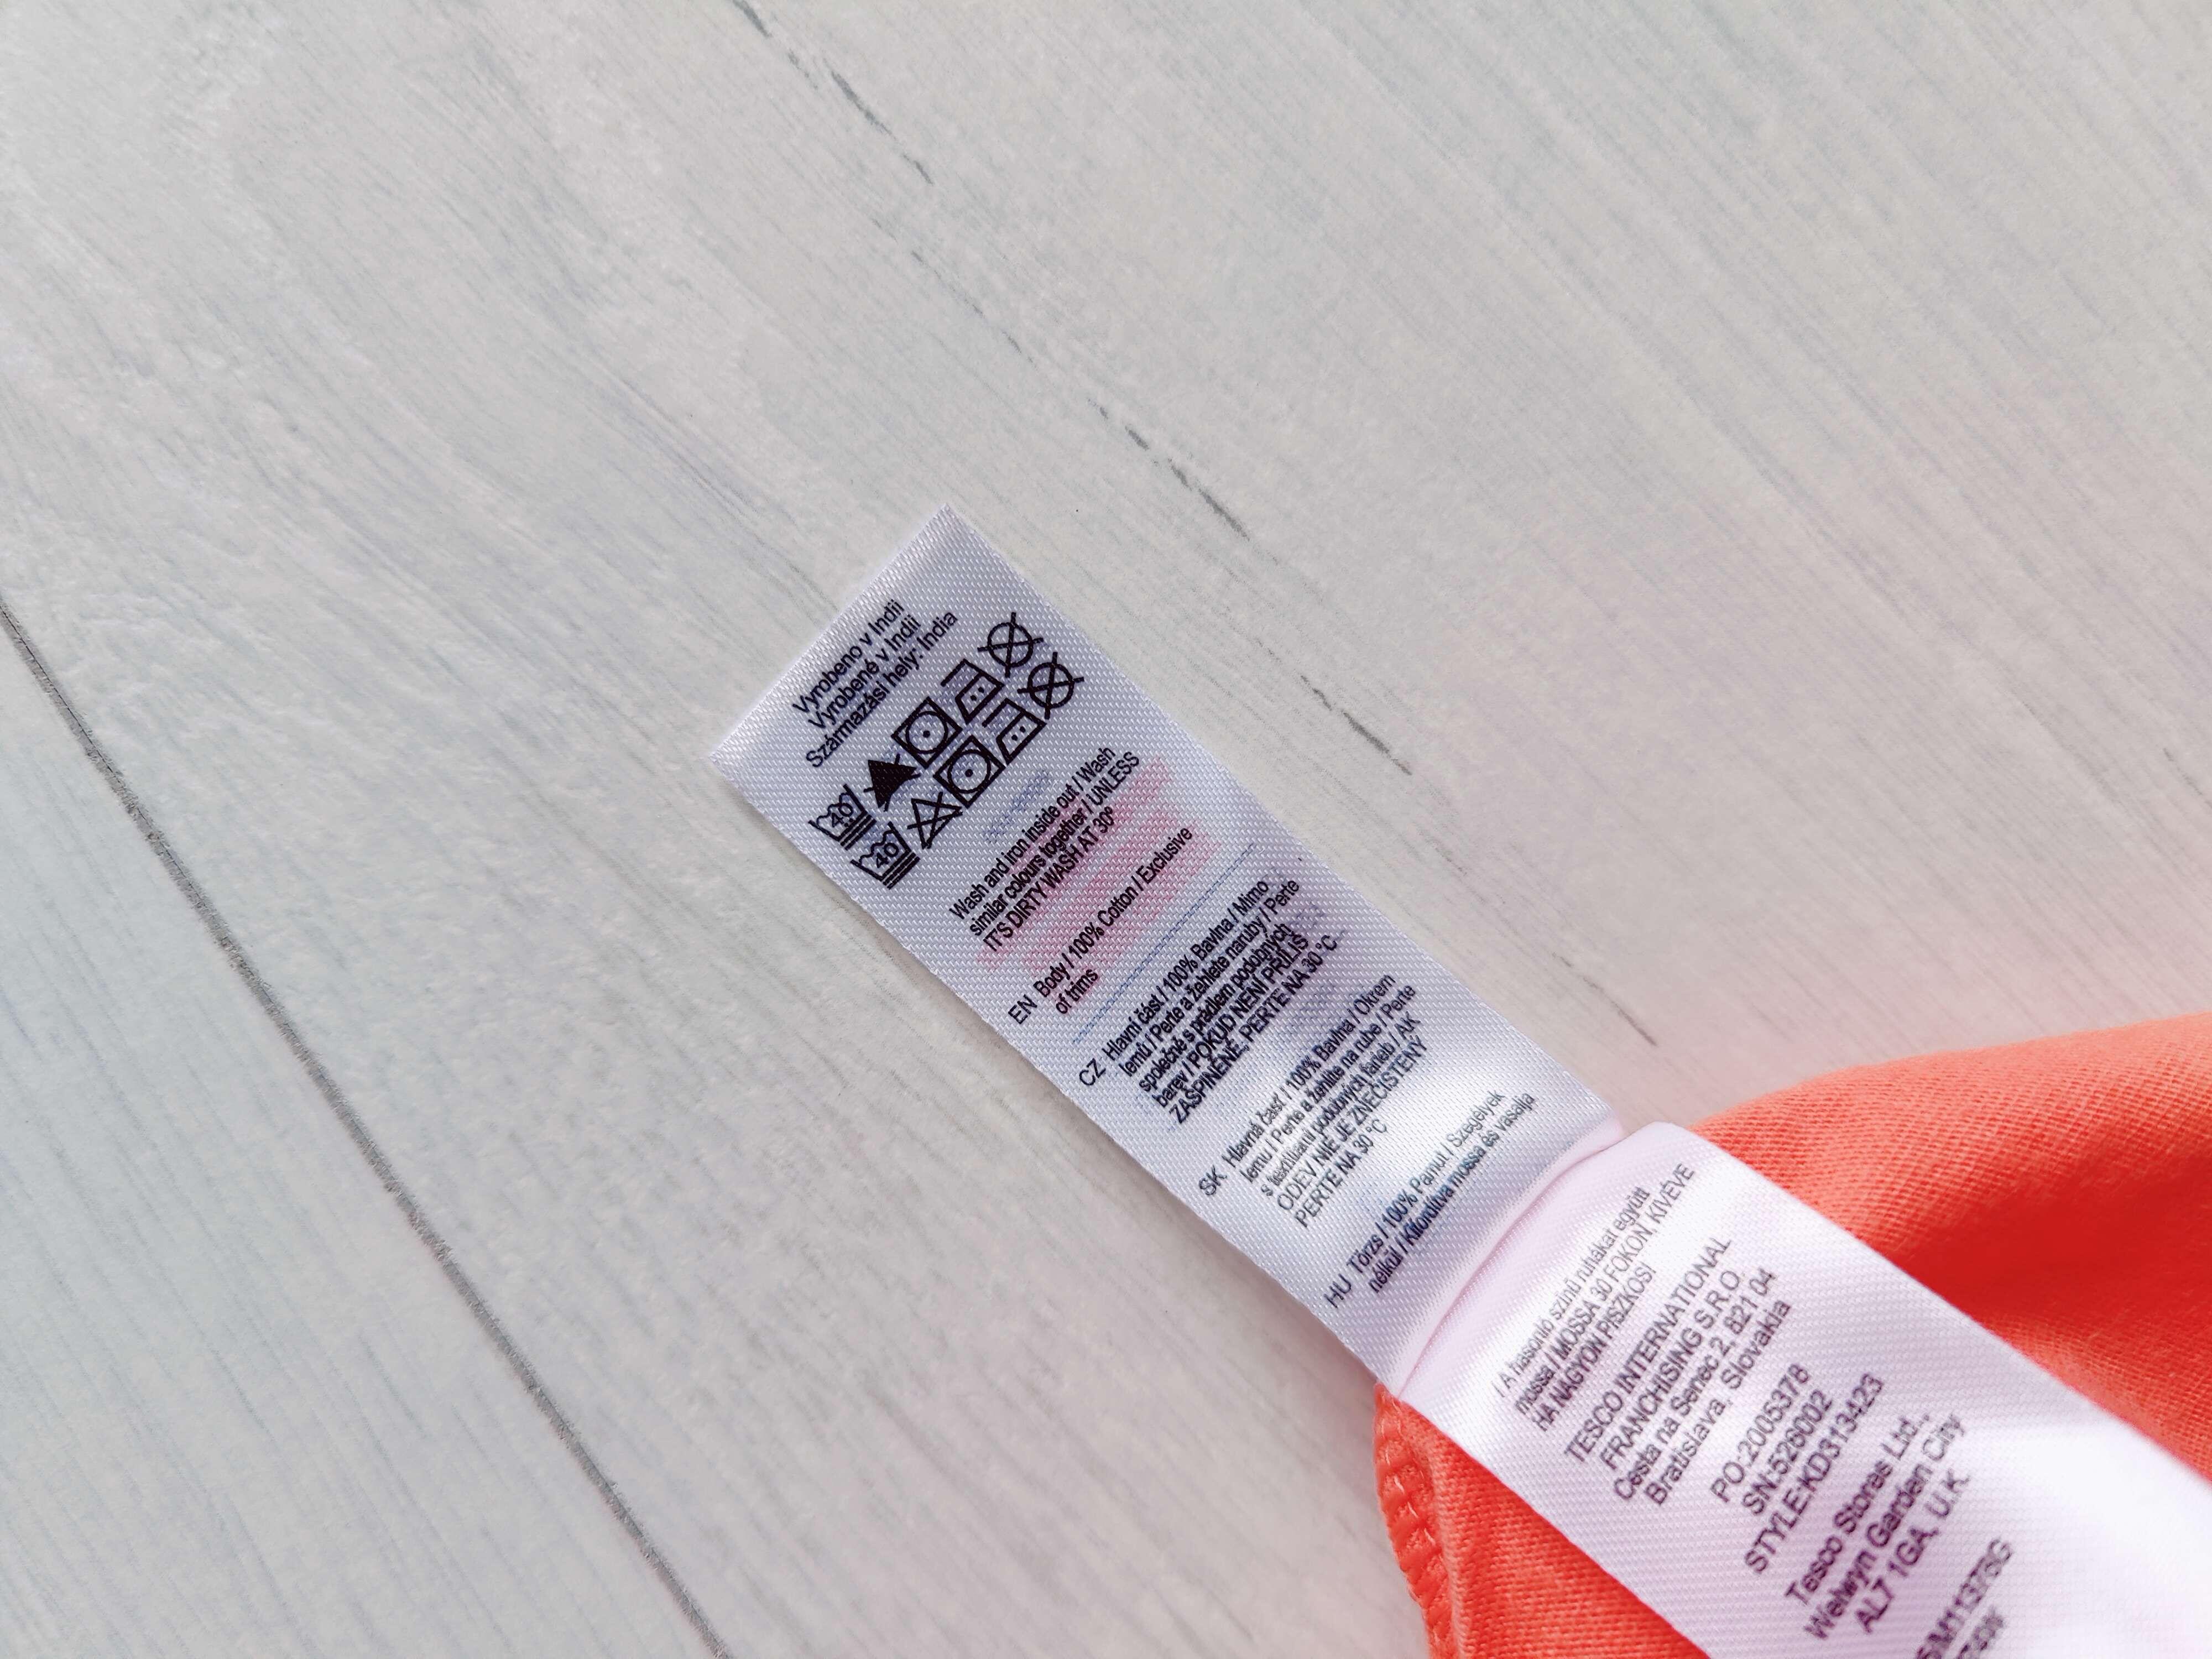 Vyrobeno v Indii
Vyrobené v Indii
Származási hely: India
40
40
Wash and iron inside out / Wash
similar colours together / UNLESS
IT'S DIRTY WASH AT 30º
EN Body / 100% Cotton / Exclusive
of trims
CZ Hlavní část / 100% Bavlna / Mimo
lemů / Perte a žehlete naruby / Perte
společně s prádlem podobných
barev / POKUD NENÍ PŘÍLIŠ
ZAŠPINĚNÉ, PERTE NA 30 °C
SK Hlavná časť / 100% Bavlna / Okrem
lemu / Perte a žehlite na rube / Perte
s textíliami podobných farieb / AK
ODEV NIE JE ZNEČISTENÝ
PERTE NA 30 °C
HU Törzs / 100% Pamut / Szegélyek
nélkül / Kifordítva mossa és vasalja
/ A hasonló színű ruhákat együtt
mossa / MOSSA 30 FOKON KIVÉVE
HA NAGYON PISZKOS!
TESCO INTERNATIONAL
FRANCHISING S.R.O.
Cesta na Senec 2, 821 04
Bratislava, Slovakia
PO:2005378
SN:526002
STYLE:KD313423
Tesco Stores Ltd.,
Welwyn Garden City
AL7 1GA, U.K.